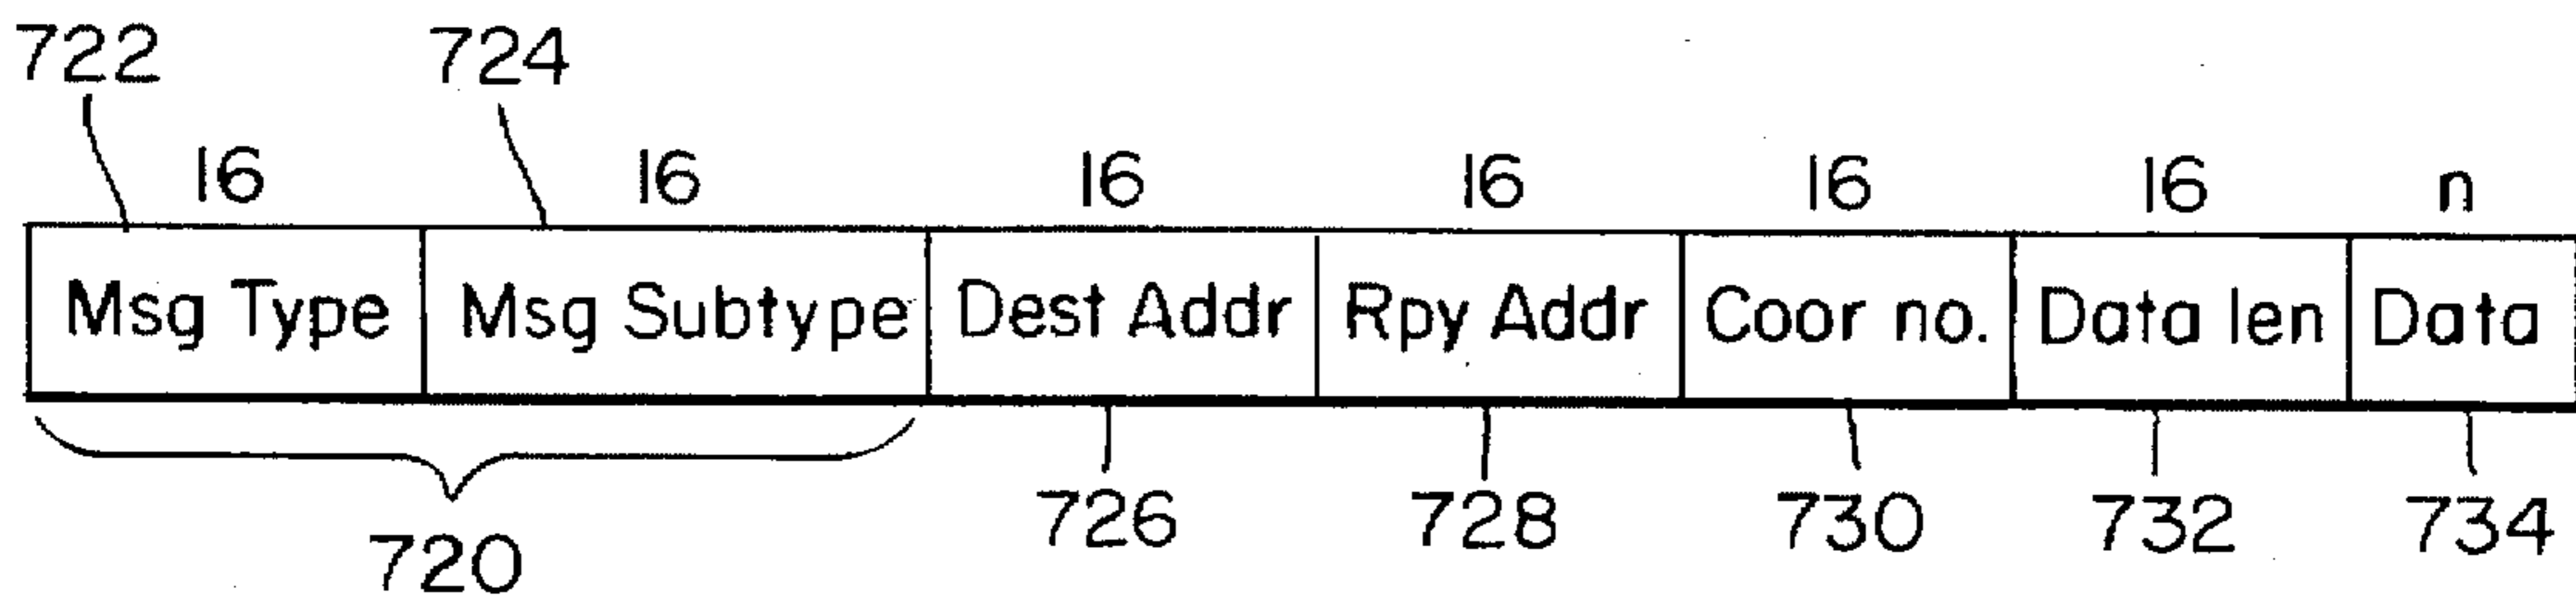 722 724
16 16 16 16 16 16 n
Msg Type Msg Subtype Dest Addr Rpy Addr Coor no. Data len Data
726 728 730 732 734
720